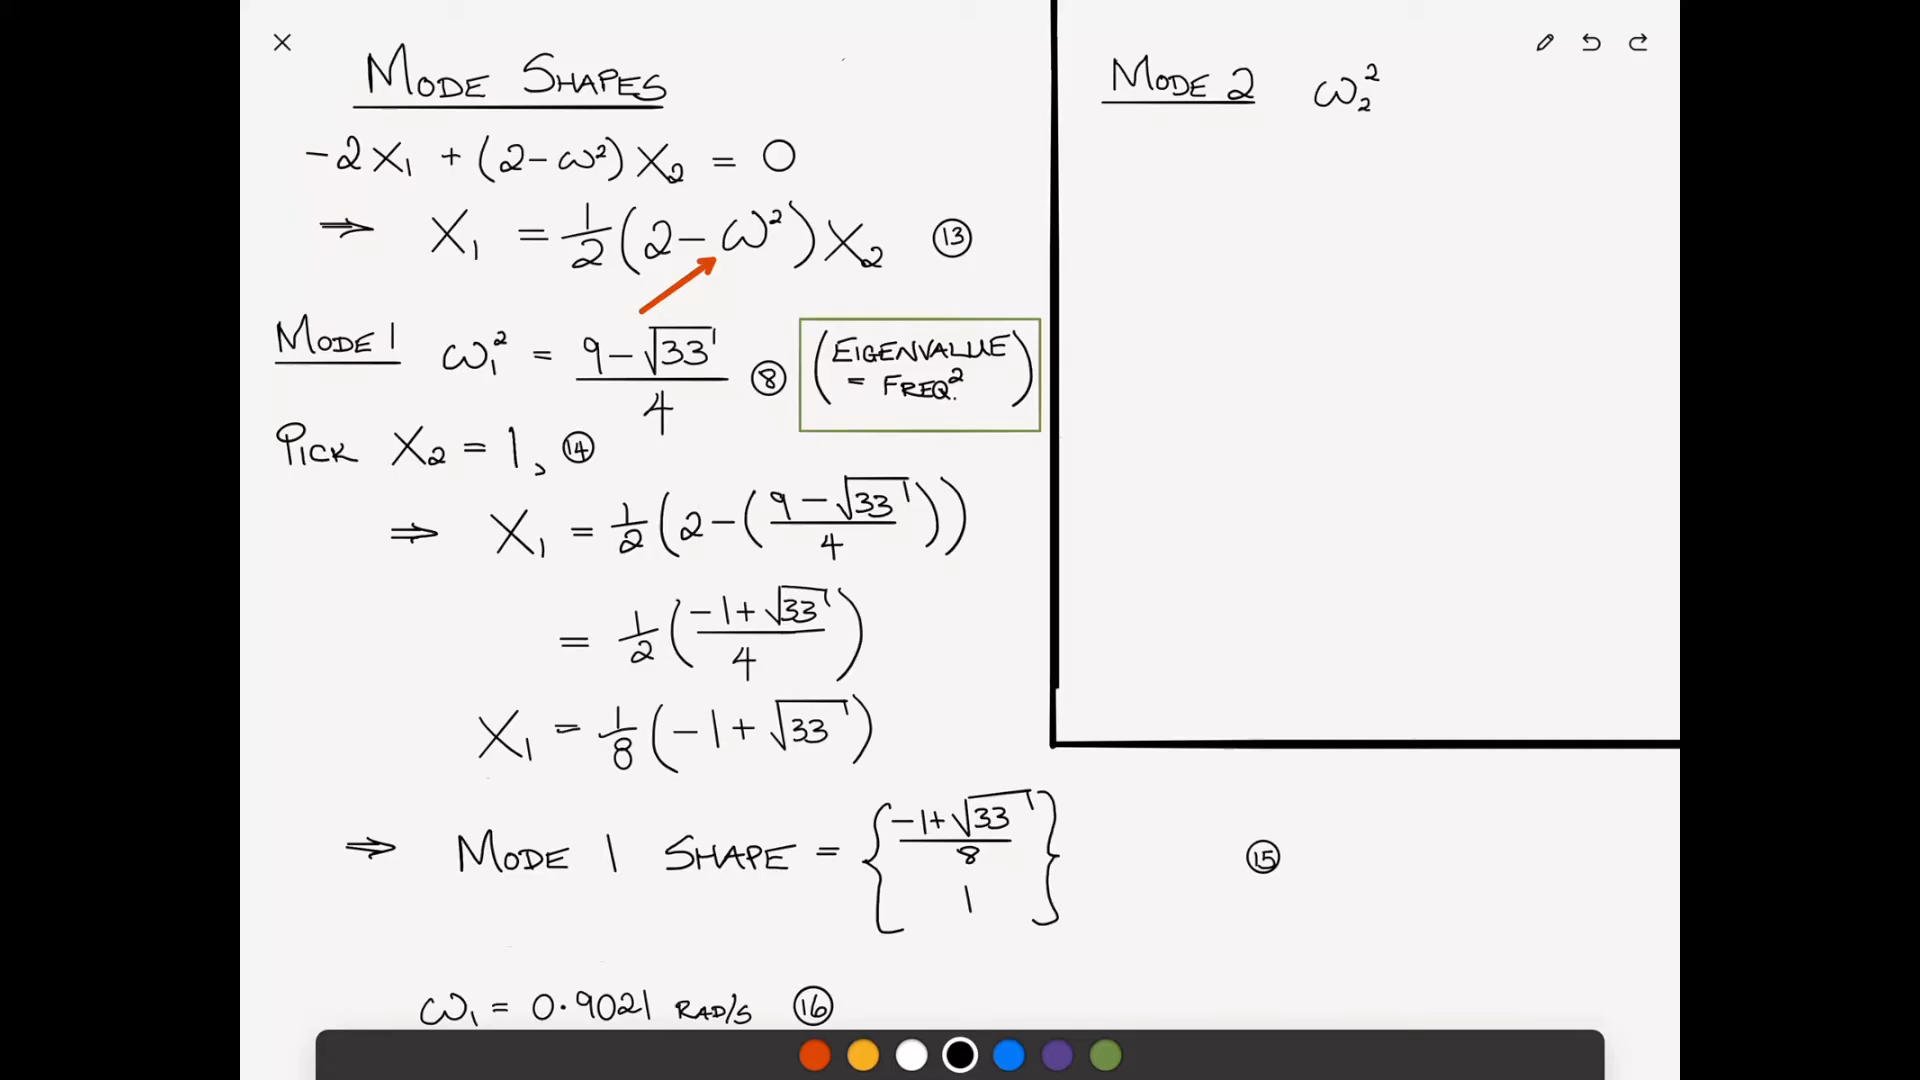 MODE SHAPES
-2X₁ + (2-ω²)X₂ = 0
⇒ X₁ = 1/2(2-ω²)X₂ ⑬
MODE 1 ω₁² = (9-√33)/4 ⑧ (EIGENVALUE = FREQ.²)
PICK X₂ = 1, ⑭
⇒ X₁ = 1/2(2-((9-√33)/4))
= 1/2((-1+√33)/4)
X₁ = 1/8(-1+√33)
⇒ MODE 1 SHAPE = {(-1+√33)/8 1} ⑮
ω₁ = 0.9021 RAD/S ⑯
MODE 2 ω₂²